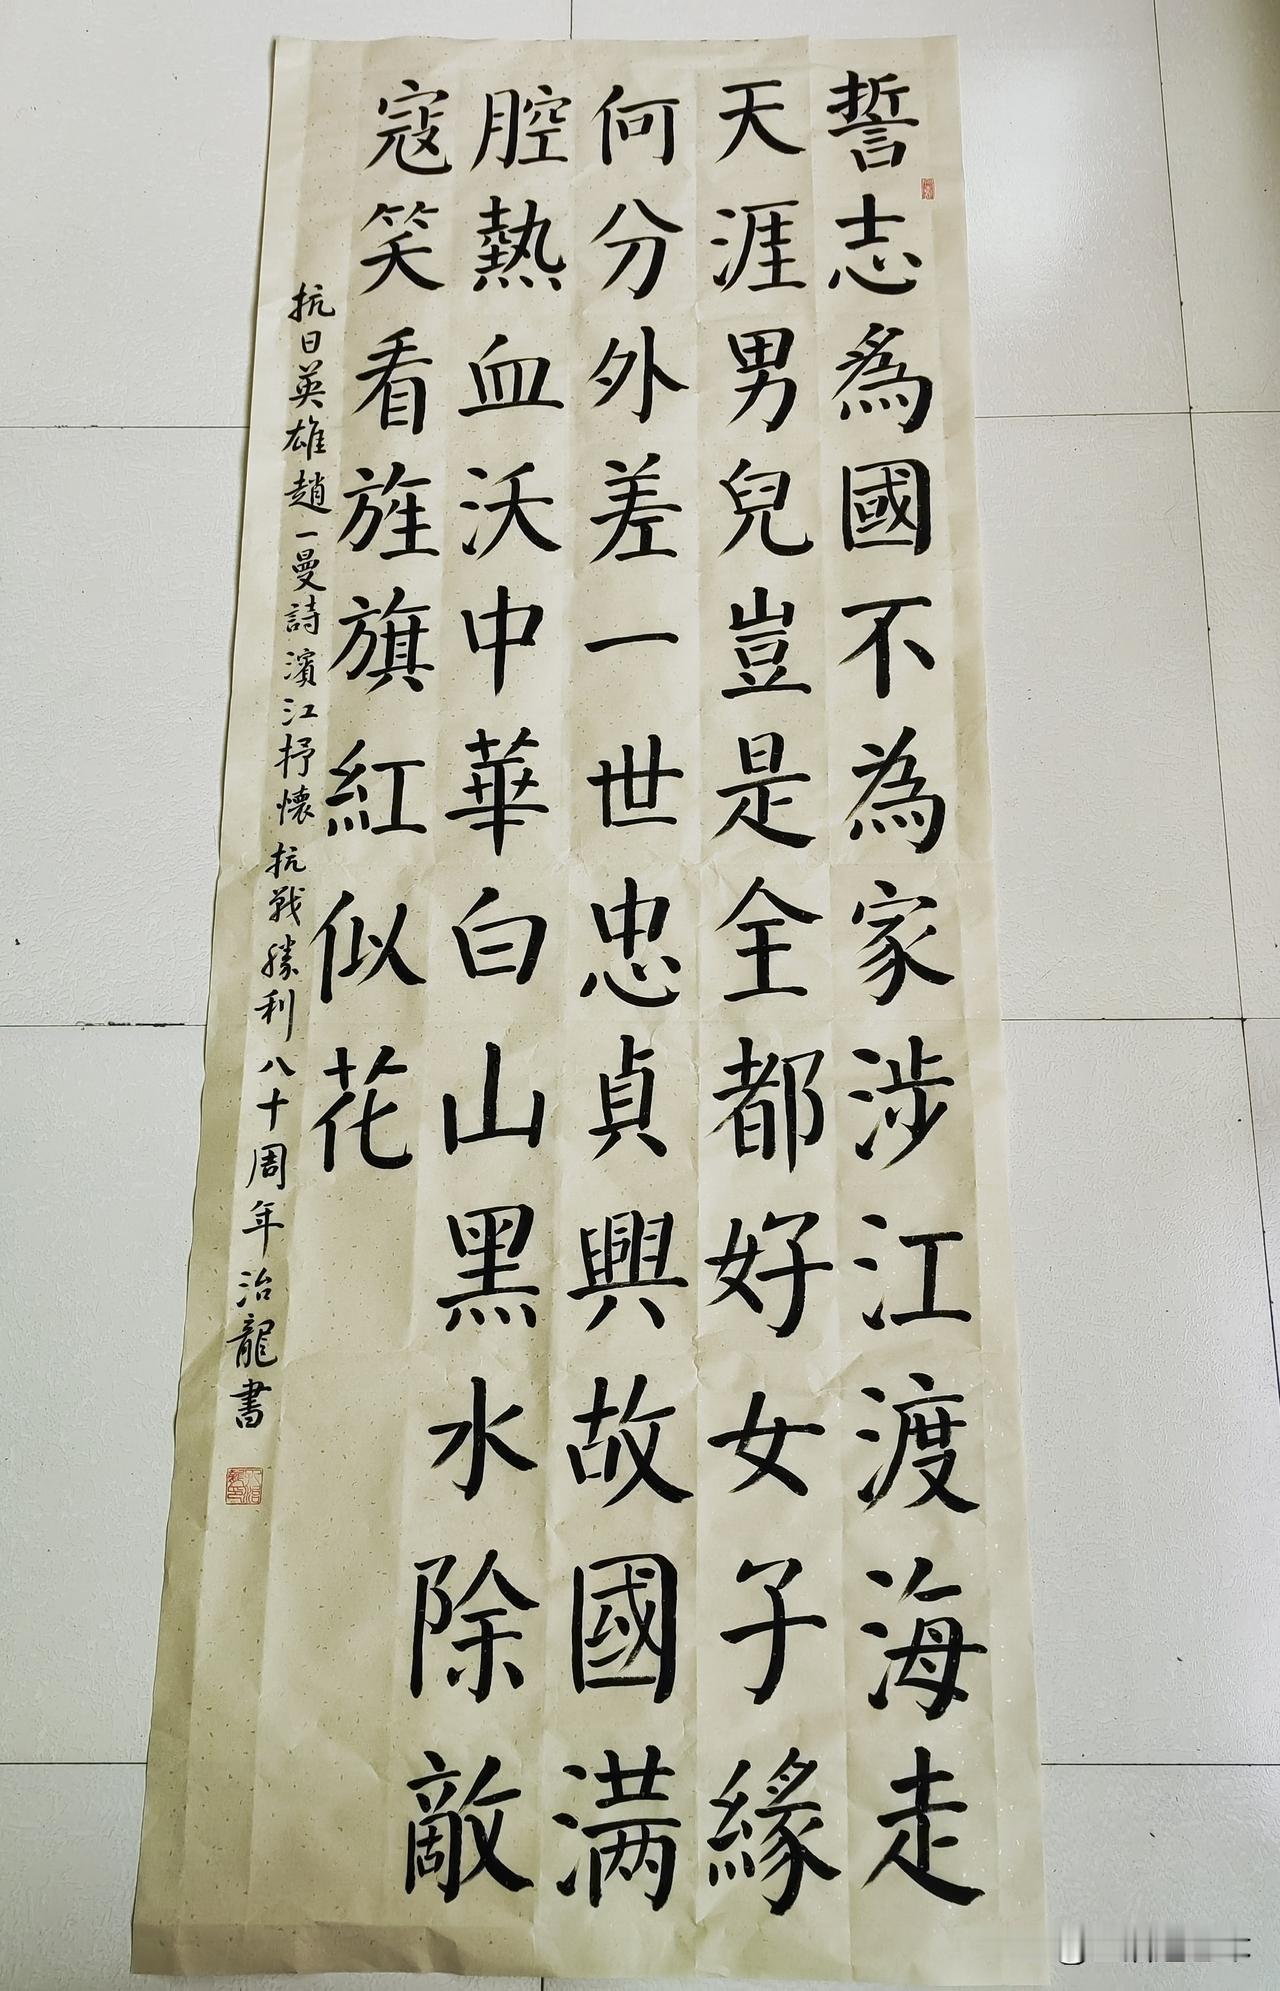 誓志爲國不為家涉江渡海走
天涯男兒豈是全都好女子緣
何分外差一世忠貞興故國满
腔熱血沃中華白山黑水除敵
寇笑看旌旗紅似花
抗日英雄趙一曼詩濱江抒懷抗戰勝利八十周年治龍書